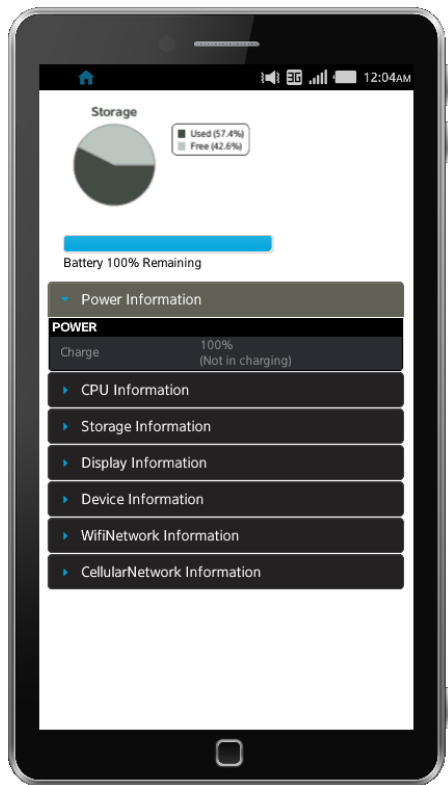 3G 12:04AM
Storage
Used (57.4%)
Free (42.6%)
Battery 100% Remaining
Power Information
POWER
Charge 100%
(Not in charging)
CPU Information
Storage Information
Display Information
Device Information
WifiNetwork Information
CellularNetwork Information